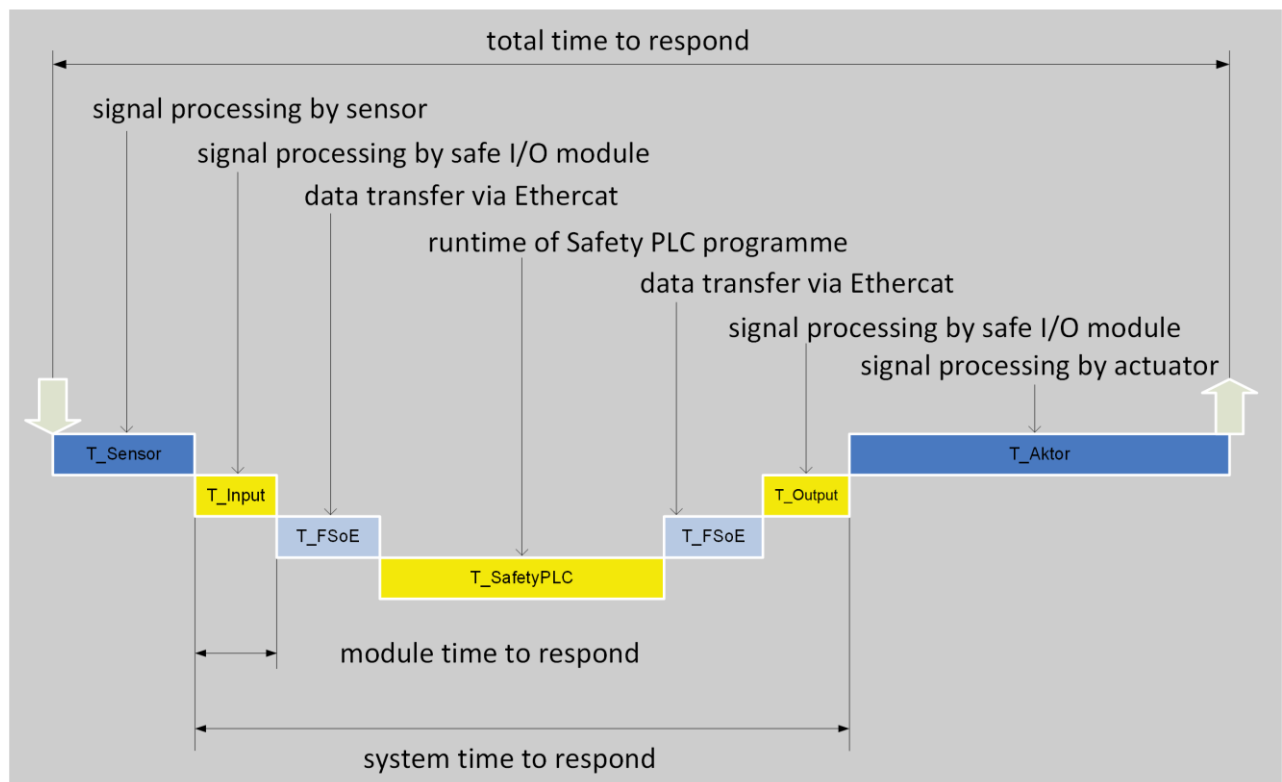 total time to respond
signal processing by sensor
signal processing by safe I/O module
data transfer via Ethercat
runtime of Safety PLC programme
data transfer via Ethercat
signal processing by safe I/O module
signal processing by actuator
T_Sensor
T_Aktor
T_Input
T_Output
T_FSoE
T_FSoE
T_SafetyPLC
module time to respond
system time to respond